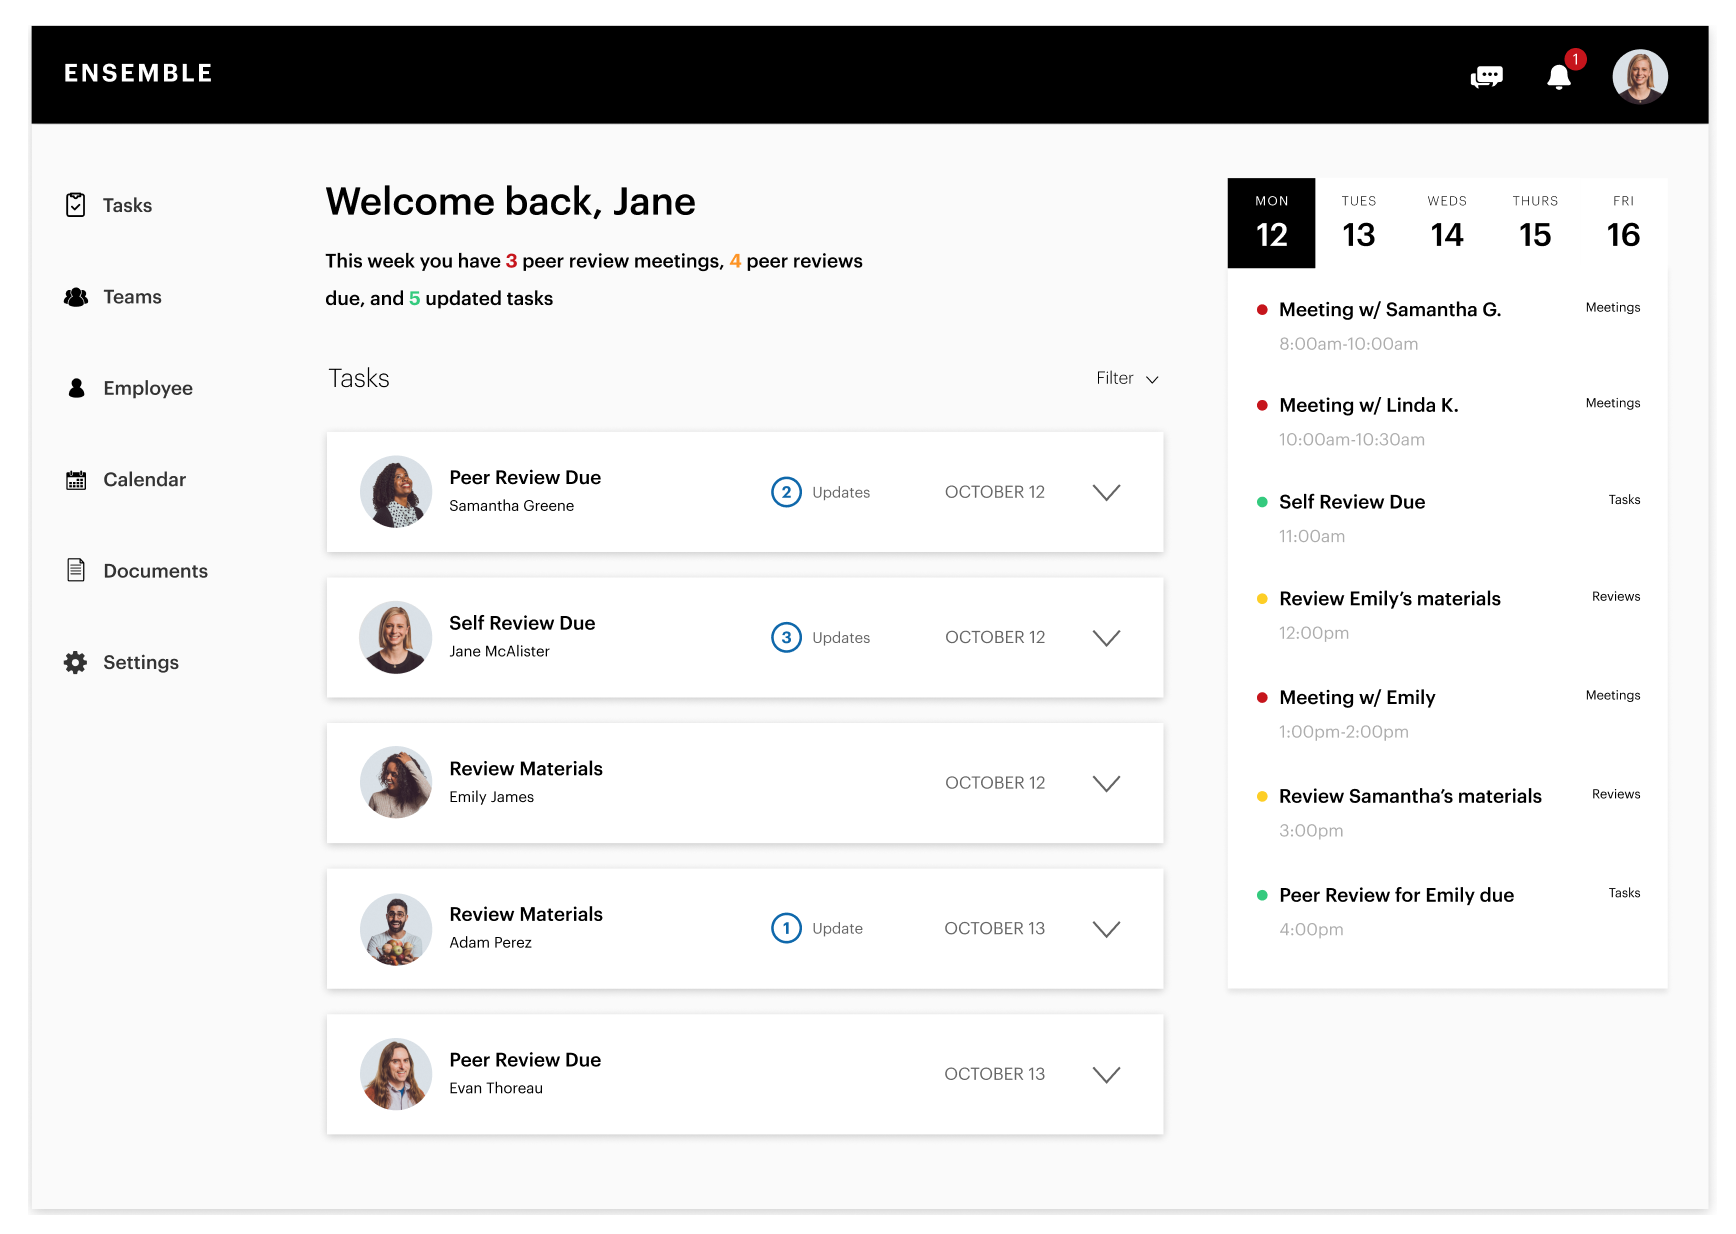 ENSEMBLE
1
Tasks
Teams
Employee
Calendar
Documents
Settings
Welcome back, Jane
This week you have 3 peer review meetings, 4 peer reviews
due, and 5 updated tasks
Tasks
Filter
Peer Review Due
Samantha Greene
2 Updates
OCTOBER 12
Self Review Due
Jane McAlister
3 Updates
OCTOBER 12
Review Materials
Emily James
OCTOBER 12
Review Materials
Adam Perez
1 Update
OCTOBER 13
Peer Review Due
Evan Thoreau
OCTOBER 13
MON TUES WEDS THURS FRI
12 13 14 15 16
Meeting w/ Samantha G. Meetings
8:00am-10:00am
Meeting w/ Linda K. Meetings
10:00am-10:30am
Self Review Due Tasks
11:00am
Review Emily’s materials Reviews
12:00pm
Meeting w/ Emily Meetings
1:00pm-2:00pm
Review Samantha’s materials Reviews
3:00pm
Peer Review for Emily due Tasks
4:00pm